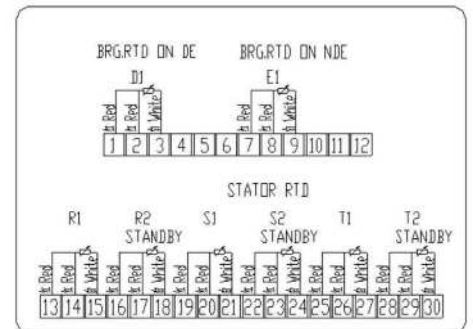 BRG.RTD ON DE
BRG.RTD ON NDE
D1
E1
Red Red White
Red Red White
1 2 3 4 5 6 7 8 9 10 11 12
STATOR RTD
R1 R2 S1 S2 T1 T2
STANDBY STANDBY STANDBY
Red Red White Red Red White Red Red White Red Red White Red Red White Red Red White
13 14 15 16 17 18 19 20 21 22 23 24 25 26 27 28 29 30